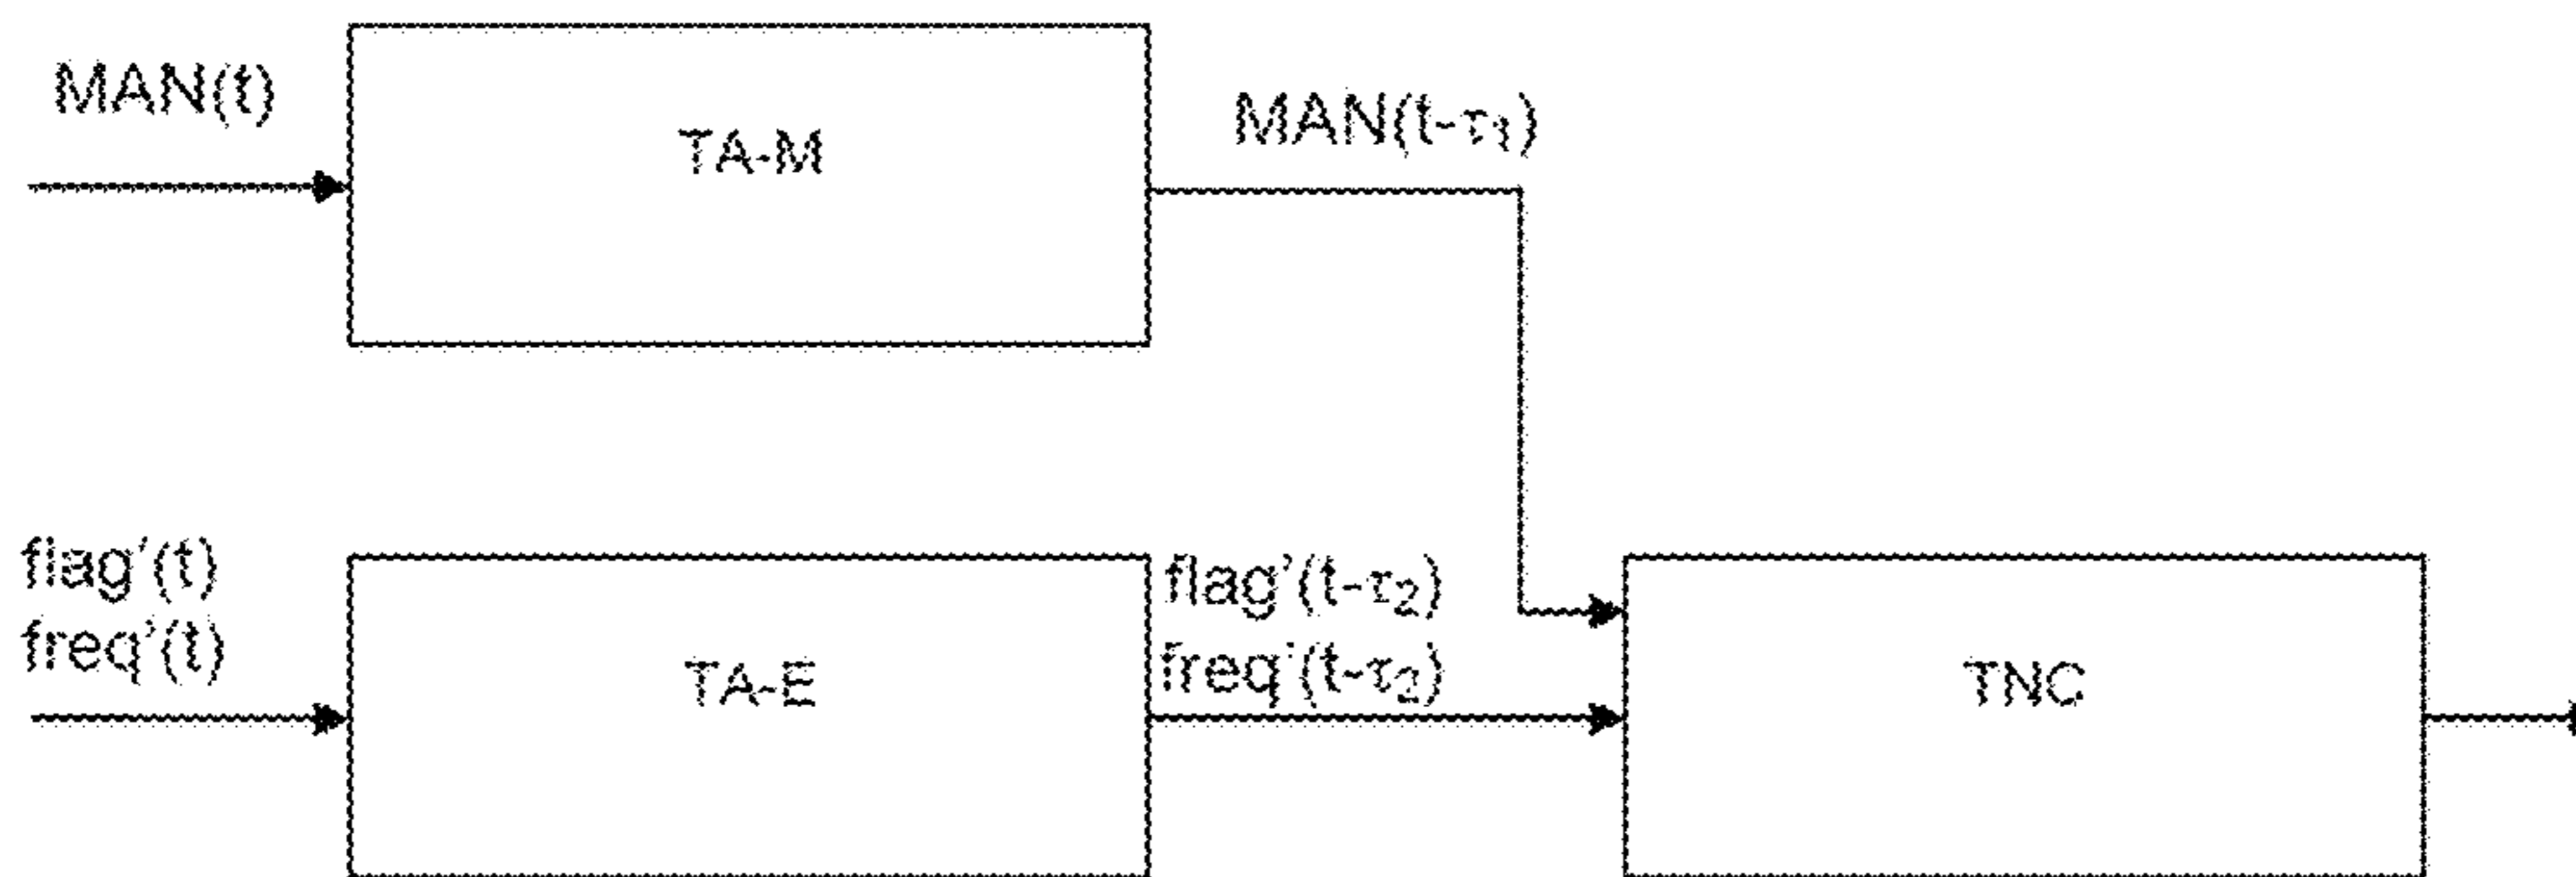 MAN(t)
TA-M
MAN(t-τ₁)
flag'(t)
freq'(t)
TA-E
flag'(t-τ₂)
freq'(t-τ₂)
TNC